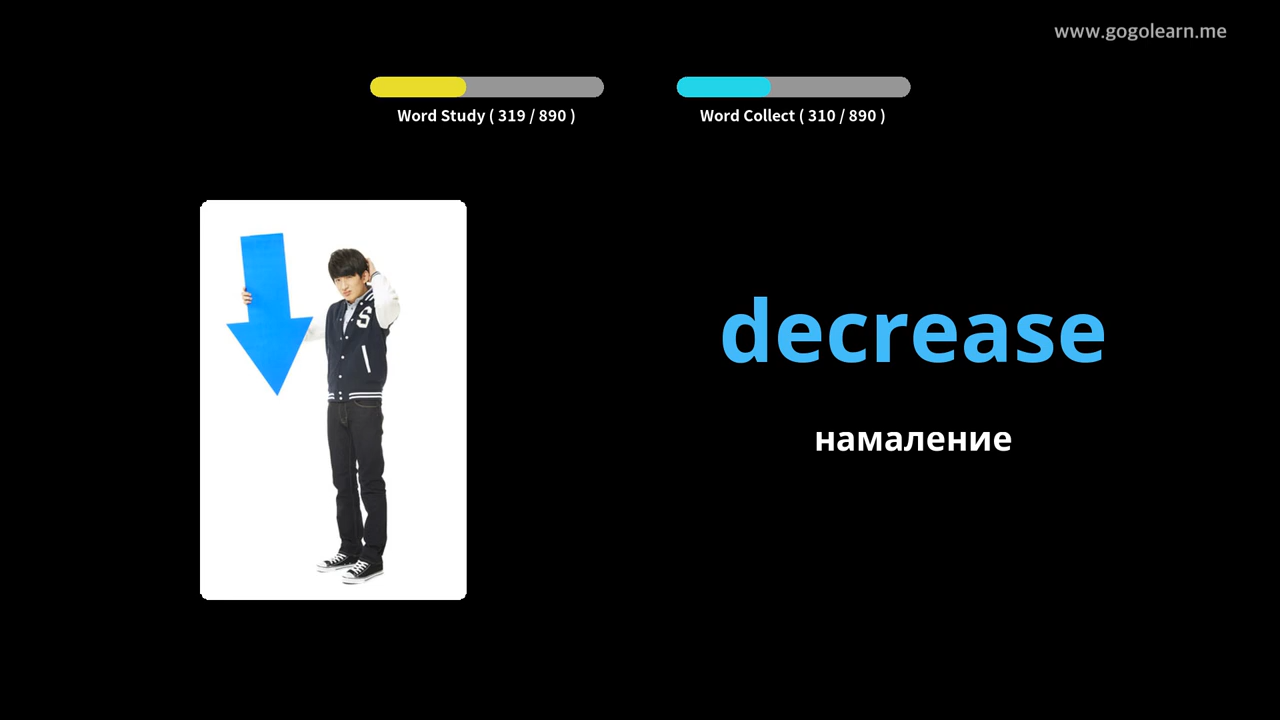 www.gogolearn.me
Word Study ( 319 / 890 )
Word Collect ( 310 / 890 )
S
decrease
намаление